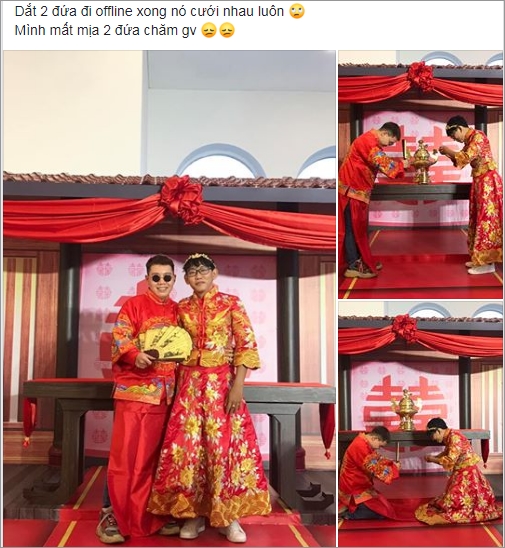 Dắt 2 đứa đi offline xong nó cưới nhau luôn 🙄
Mình mất mịa 2 đứa chăm gv 😞😞